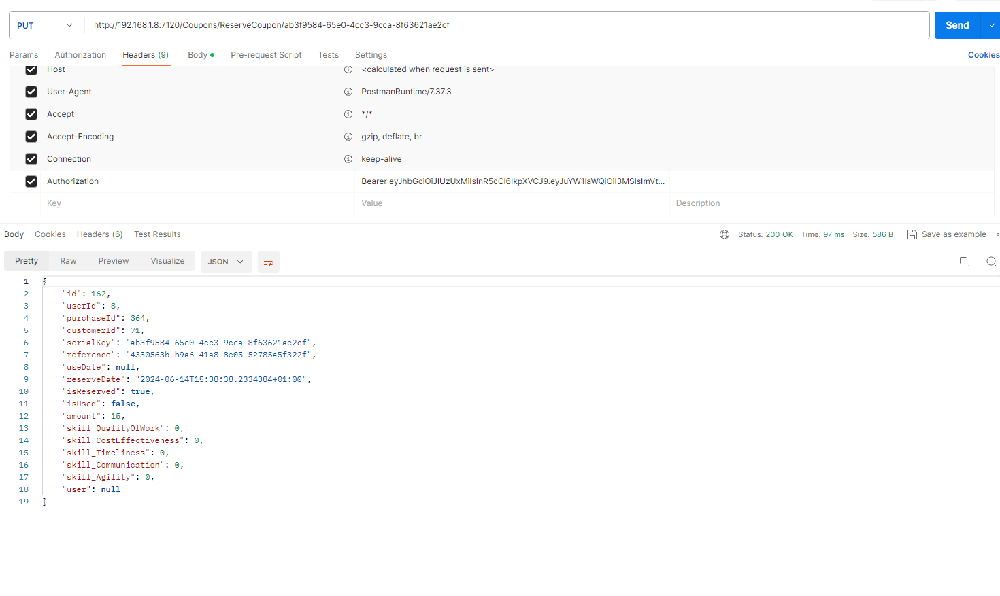 PUT http://192.168.1.8:7120/Coupons/ReserveCoupon/ab3f9584-65e0-4cc3-9cca-8f63621ae2cf Send
Params Authorization Headers (9) Body Pre-request Script Tests Settings Cookies
Host <calculated when request is sent>
User-Agent PostmanRuntime/7.37.3
Accept */*
Accept-Encoding gzip, deflate, br
Connection keep-alive
Authorization Bearer eyJhbGciOiJIUzUxMiIsInR5cCI6IkpXVCJ9.eyJuYW1laWQiOiI3MSIsImVt...
Key Value Description
Body Cookies Headers (6) Test Results Status: 200 OK Time: 97 ms Size: 586 B Save as example
Pretty Raw Preview Visualize JSON
1 {
2 "id": 162,
3 "userId": 8,
4 "purchaseId": 364,
5 "customerId": 71,
6 "serialKey": "ab3f9584-65e0-4cc3-9cca-8f63621ae2cf",
7 "reference": "4330563b-b9a6-41a8-8e05-52785a5f322f",
8 "useDate": null,
9 "reserveDate": "2024-06-14T15:38:38.2334384+01:00",
10 "isReserved": true,
11 "isUsed": false,
12 "amount": 15,
13 "skill_QualityOfWork": 0,
14 "skill_CostEffectiveness": 0,
15 "skill_Timeliness": 0,
16 "skill_Communication": 0,
17 "skill_Agility": 0,
18 "user": null
19 }